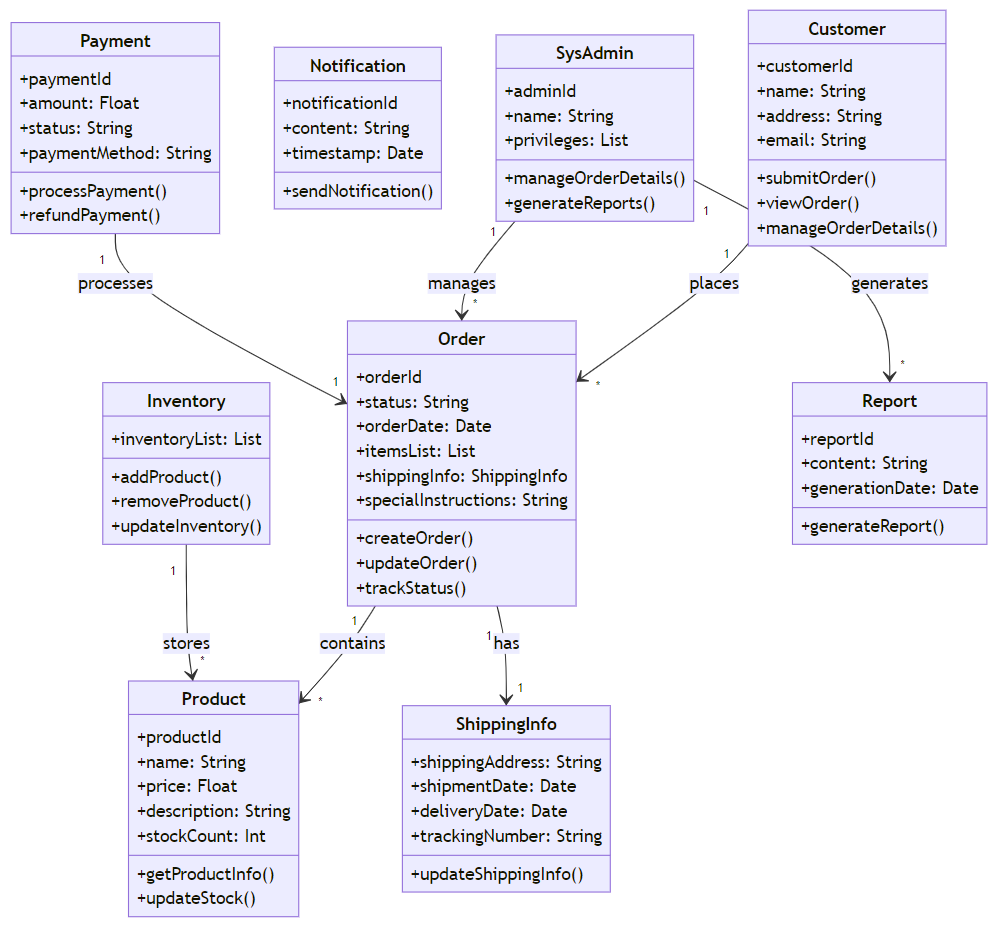 Payment
+paymentId
+amount: Float
+status: String
+paymentMethod: String
+processPayment()
+refundPayment()
Notification
+notificationId
+content: String
+timestamp: Date
+sendNotification()
SysAdmin
+adminId
+name: String
+privileges: List
+manageOrderDetails()
+generateReports()
Customer
+customerId
+name: String
+address: String
+email: String
+submitOrder()
+viewOrder()
+manageOrderDetails()
1
processes
1
1
manages
*
1
places
*
1
generates
*
Order
+orderId
+status: String
+orderDate: Date
+itemsList: List
+shippingInfo: ShippingInfo
+specialInstructions: String
+createOrder()
+updateOrder()
+trackStatus()
Inventory
+inventoryList: List
+addProduct()
+removeProduct()
+updateInventory()
Report
+reportId
+content: String
+generationDate: Date
+generateReport()
1
stores
*
1
contains
*
1
has
1
Product
+productId
+name: String
+price: Float
+description: String
+stockCount: Int
+getProductInfo()
+updateStock()
ShippingInfo
+shippingAddress: String
+shipmentDate: Date
+deliveryDate: Date
+trackingNumber: String
+updateShippingInfo()